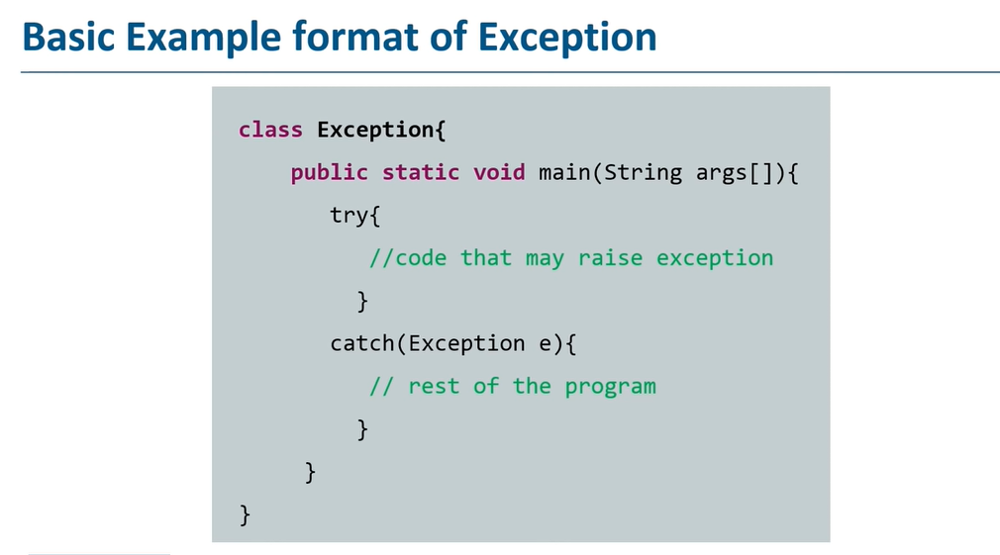 Basic Example format of Exception
class Exception{
public static void main(String args[]){
try{
//code that may raise exception
}
catch(Exception e){
// rest of the program
}
}
}